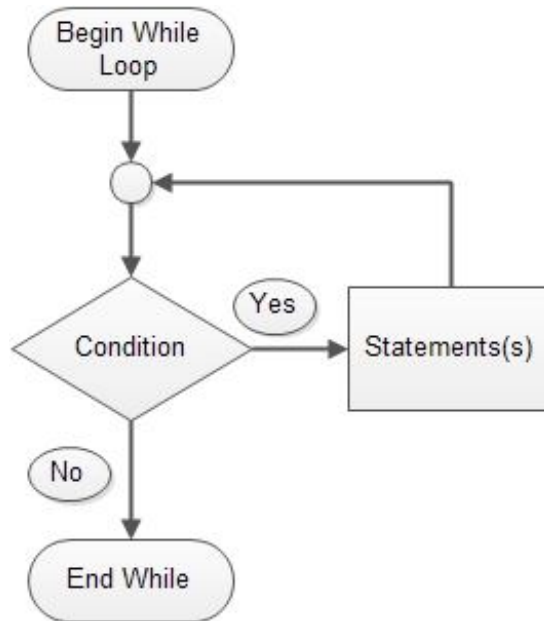 Begin While
Loop
Yes
Condition
Statements(s)
No
End While